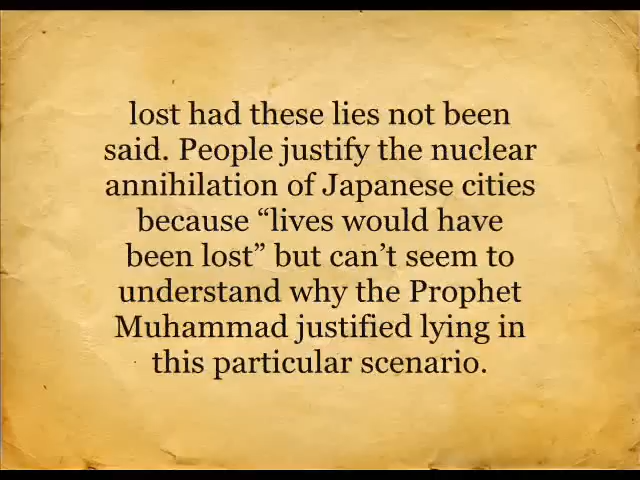 lost had these lies not been
said. People justify the nuclear
annihilation of Japanese cities
because “lives would have
been lost” but can’t seem to
understand why the Prophet
Muhammad justified lying in
this particular scenario.